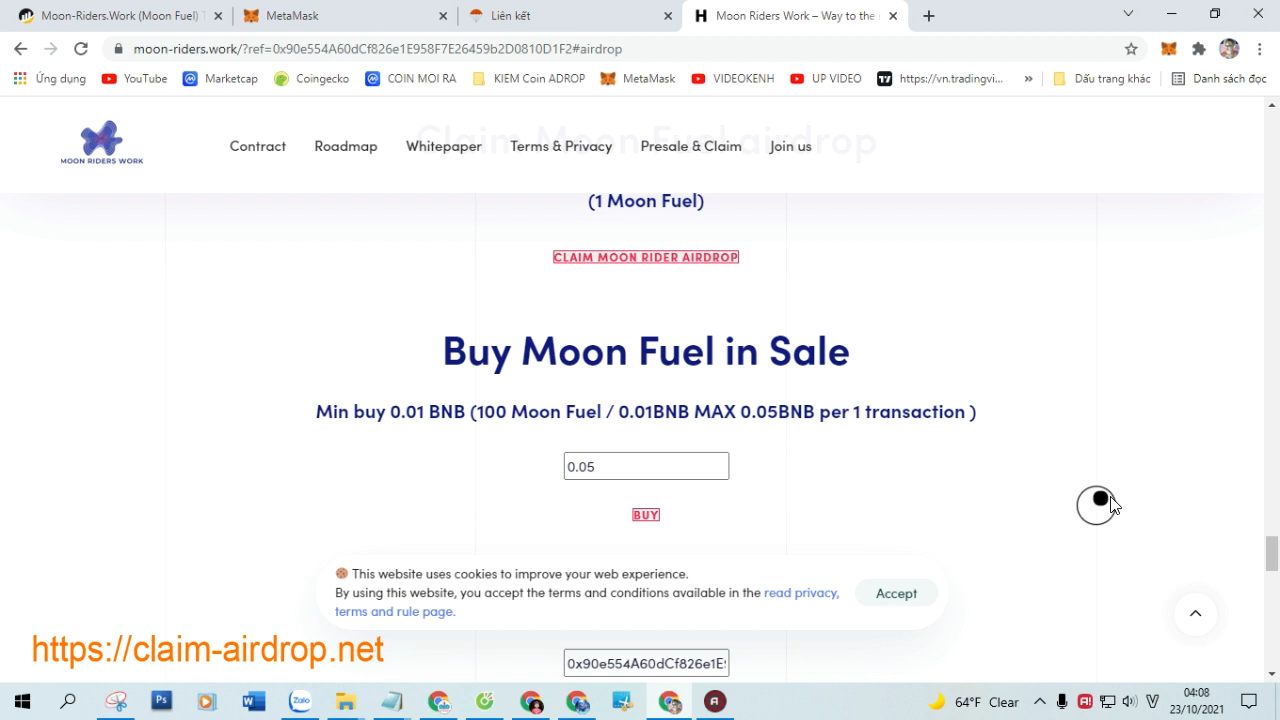 MetaMask
Liên kết
Moon Riders Work – Way to the
moon-riders.work/?ref=0x90e554A60dCf826e1E958F7E26459b2D0810D1F2#airdrop
Ứng dụng YouTube Marketcap Coingecko COIN MOI RA KIEM Coin ADROP MetaMask VIDEOKENH UP VIDEO https://vn.tradingvi... » Dấu trang khác Danh sách đọc
MOON RIDERS WORK
Contract Roadmap Whitepaper Terms & Privacy Presale & Claim Join us
Claim Moon Fuel airdrop
(1 Moon Fuel)
CLAIM MOON RIDER AIRDROP
Buy Moon Fuel in Sale
Min buy 0.01 BNB (100 Moon Fuel / 0.01BNB MAX 0.05BNB per 1 transaction )
0.05
BUY
This website uses cookies to improve your web experience.
By using this website, you accept the terms and conditions available in the read privacy,
terms and rule page.
Accept
https://claim-airdrop.net
0x90e554A60dCf826e1E
64°F Clear
04:08
23/10/2021